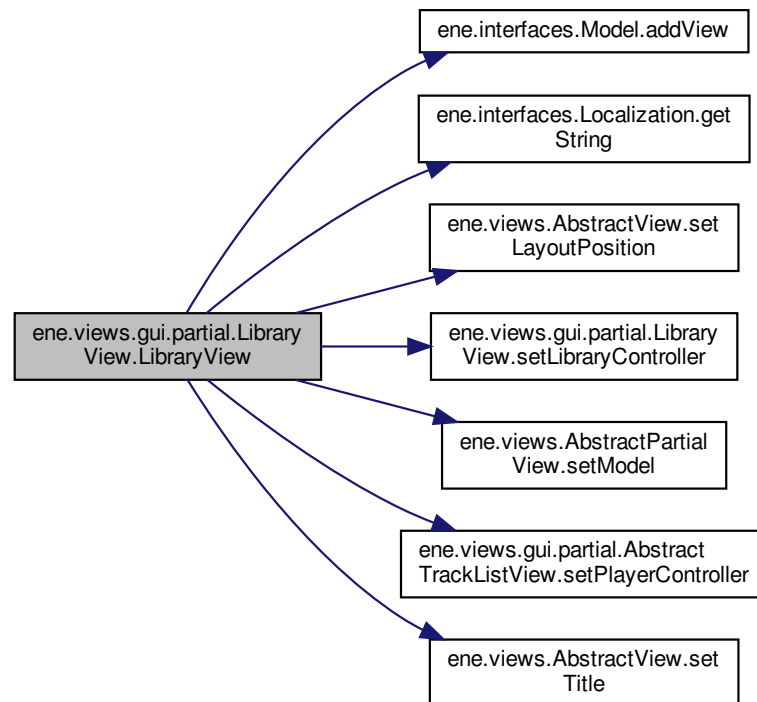 ene.interfaces.Model.addView
ene.interfaces.Localization.get
String
ene.views.AbstractView.set
LayoutPosition
ene.views.gui.partial.Library
View.LibraryView
ene.views.gui.partial.Library
View.setLibraryController
ene.views.AbstractPartial
View.setModel
ene.views.gui.partial.Abstract
TrackListView.setPlayerController
ene.views.AbstractView.set
Title